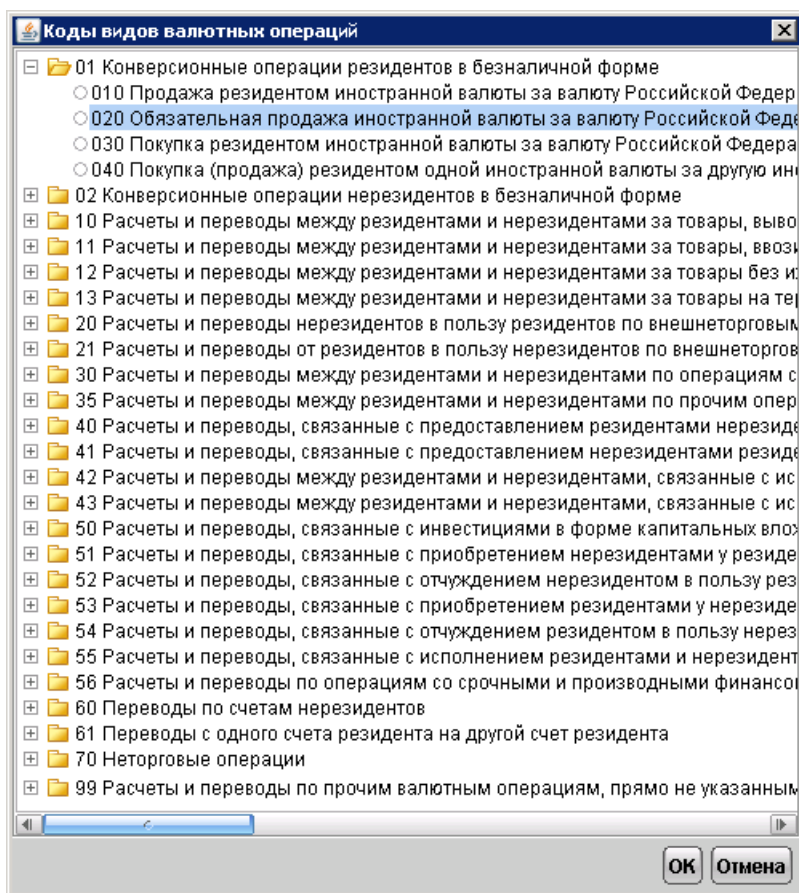 Коды видов валютных операций
01 Конверсионные операции резидентов в безналичной форме
010 Продажа резидентом иностранной валюты за валюту Российской Федер
020 Обязательная продажа иностранной валюты за валюту Российской Феде
030 Покупка резидентом иностранной валюты за валюту Российской Федера
040 Покупка (продажа) резидентом одной иностранной валюты за другую ин
02 Конверсионные операции нерезидентов в безналичной форме
10 Расчеты и переводы между резидентами и нерезидентами за товары, выво
11 Расчеты и переводы между резидентами и нерезидентами за товары, ввози
12 Расчеты и переводы между резидентами и нерезидентами за товары без и
13 Расчеты и переводы между резидентами и нерезидентами за товары на те
20 Расчеты и переводы нерезидентов в пользу резидентов по внешнеторговым
21 Расчеты и переводы от резидентов в пользу нерезидентов по внешнеторгов
30 Расчеты и переводы между резидентами и нерезидентами по операциям с
35 Расчеты и переводы между резидентами и нерезидентами по прочим опер
40 Расчеты и переводы, связанные с предоставлением резидентами нерезиде
41 Расчеты и переводы, связанные с предоставлением нерезидентами резиде
42 Расчеты и переводы между резидентами и нерезидентами, связанные с ис
43 Расчеты и переводы между резидентами и нерезидентами, связанные с ис
50 Расчеты и переводы, связанные с инвестициями в форме капитальных влож
51 Расчеты и переводы, связанные с приобретением нерезидентами у резиде
52 Расчеты и переводы, связанные с отчуждением нерезидентом в пользу рез
53 Расчеты и переводы, связанные с приобретением резидентами у нерезиде
54 Расчеты и переводы, связанные с отчуждением резидентом в пользу нерез
55 Расчеты и переводы, связанные с исполнением резидентами и нерезидент
56 Расчеты и переводы по операциям со срочными и производными финансо
60 Переводы по счетам нерезидентов
61 Переводы с одного счета резидента на другой счет резидента
70 Неторговые операции
99 Расчеты и переводы по прочим валютным операциям, прямо не указанным
ОК Отмена